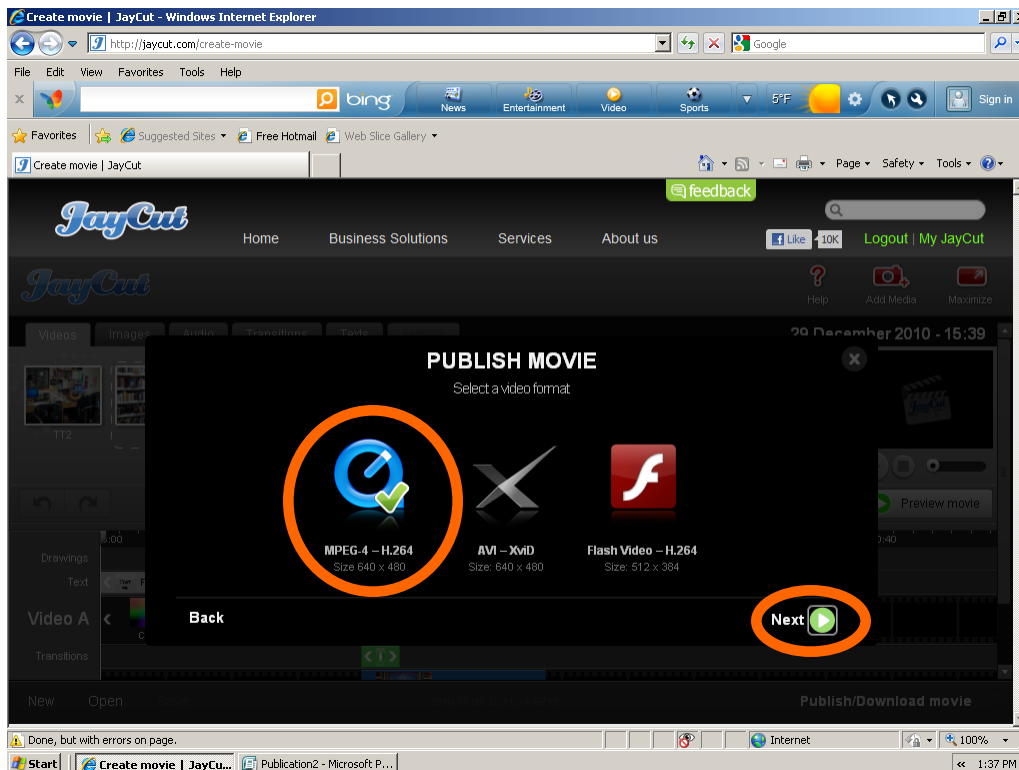 Create movie | JayCut - Windows Internet Explorer
http://jaycut.com/create-movie
Google
File Edit View Favorites Tools Help
bing News Entertainment Video Sports 5°F Sign in
Favorites Suggested Sites Free Hotmail Web Slice Gallery
Create movie | JayCut
Page Safety Tools
feedback
JayCut
Home Business Solutions Services About us
Like 10K Logout | My JayCut
JayCut
Help Add Media Maximize
Videos Images Audio Transitions Texts
29 December 2010 - 15:39
PUBLISH MOVIE
Select a video format
TT2
Preview movie
MPEG-4 – H.264 AVI – XviD Flash Video – H.264
Size 640 x 480 Size: 640 x 480 Size: 512 x 384
Drawings
Text
Video A
Back Next
Transitions
New Open
Publish/Download movie
Done, but with errors on page. Internet 100%
Start Create movie | JayCu... Publication2 - Microsoft P... 1:37 PM